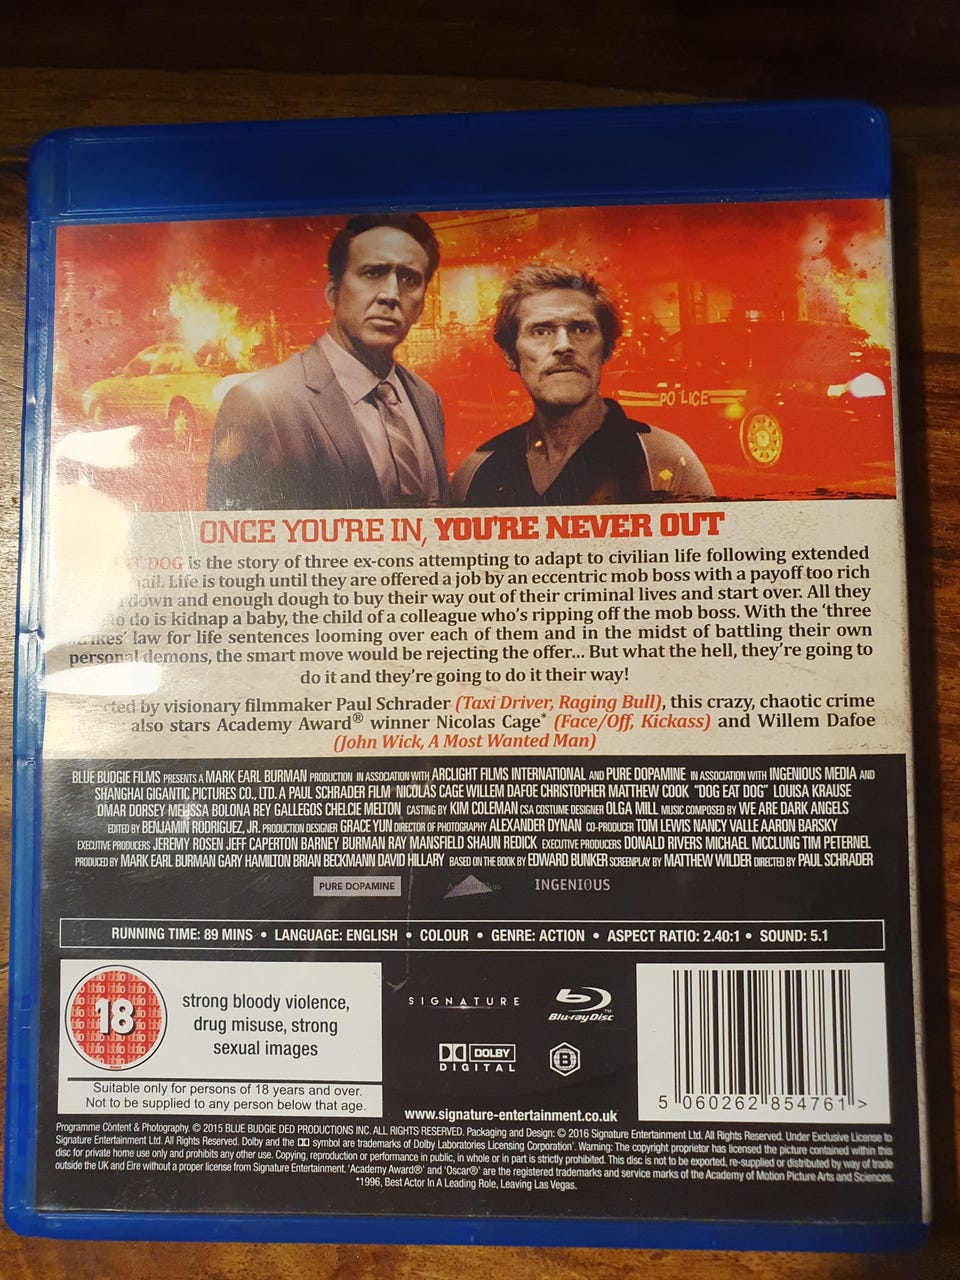 POLICE
ONCE YOU'RE IN, YOU'RE NEVER OUT
DOG is the story of three ex-cons attempting to adapt to civilian life following extended
jail. Life is tough until they are offered a job by an eccentric mob boss with a payoff too rich
down and enough dough to buy their way out of their criminal lives and start over. All they
to do is kidnap a baby, the child of a colleague who's ripping off the mob boss. With the 'three
law for life sentences looming over each of them and in the midst of battling their own
personal demons, the smart move would be rejecting the offer... But what the hell, they're going to
do it and they're going to do it their way!
by visionary filmmaker Paul Schrader (Taxi Driver, Raging Bull), this crazy, chaotic crime
also stars Academy Award® winner Nicolas Cage* (Face/Off, Kickass) and Willem Dafoe
(John Wick, A Most Wanted Man)
BLUE BUDGIE FILMS PRESENTS A MARK EARL BURMAN PRODUCTION IN ASSOCIATION WITH ARCLIGHT FILMS INTERNATIONAL AND PURE DOPAMINE IN ASSOCIATION WITH INGENIOUS MEDIA AND
SHANGHAI GIGANTIC PICTURES CO., LTD. A PAUL SCHRADER FILM NICOLAS CAGE WILLEM DAFOE CHRISTOPHER MATTHEW COOK "DOG EAT DOG" LOUISA KRAUSE
OMAR DORSEY MELISSA BOLONA REY GALLEGOS CHELCIE MELTON CASTING BY KIM COLEMAN CSA COSTUME DESIGNER OLGA MILL MUSIC COMPOSED BY WE ARE DARK ANGELS
EDITED BY BENJAMIN RODRIGUEZ, JR. PRODUCTION DESIGNER GRACE YUN DIRECTOR OF PHOTOGRAPHY ALEXANDER DYNAN CO-PRODUCER TOM LEWIS NANCY VALLE AARON BARSKY
EXECUTIVE PRODUCERS JEREMY ROSEN JEFF CAPERTON BARNEY BURMAN RAY MANSFIELD SHAUN REDICK EXECUTIVE PRODUCERS DONALD RIVERS MICHAEL MCCLUNG TIM PETERNEL
PRODUCED BY MARK EARL BURMAN GARY HAMILTON BRIAN BECKMANN DAVID HILLARY BASED ON THE BOOK BY EDWARD BUNKER SCREENPLAY BY MATTHEW WILDER DIRECTED BY PAUL SCHRADER
PURE DOPAMINE Arclight Films INGENIOUS
RUNNING TIME: 89 MINS • LANGUAGE: ENGLISH • COLOUR • GENRE: ACTION • ASPECT RATIO: 2.40:1 • SOUND: 5.1
18
strong bloody violence,
drug misuse, strong
sexual images
Suitable only for persons of 18 years and over.
Not to be supplied to any person below that age.
SIGNATURE
Blu-ray Disc™
DOLBY
DIGITAL
B
www.signature-entertainment.co.uk
5 060262 854761 >
Programme Content & Photography. © 2015 BLUE BUDGIE DED PRODUCTIONS INC. ALL RIGHTS RESERVED. Packaging and Design: © 2016 Signature Entertainment Ltd. All Rights Reserved. Under Exclusive License to
Signature Entertainment Ltd. All Rights Reserved. Dolby and the DD symbol are trademarks of Dolby Laboratories Licensing Corporation'. Warning: The copyright proprietor has licensed the picture contained within this
disc for private home use only and prohibits any other use. Copying, reproduction or performance in public, in whole or in part is strictly prohibited. This disc is not to be exported, re-supplied or distributed by way of trade
outside the UK and Eire without a proper license from Signature Entertainment. 'Academy Award®' and 'Oscar®' are the registered trademarks and service marks of the Academy of Motion Picture Arts and Sciences.
*1996, Best Actor In A Leading Role, Leaving Las Vegas.